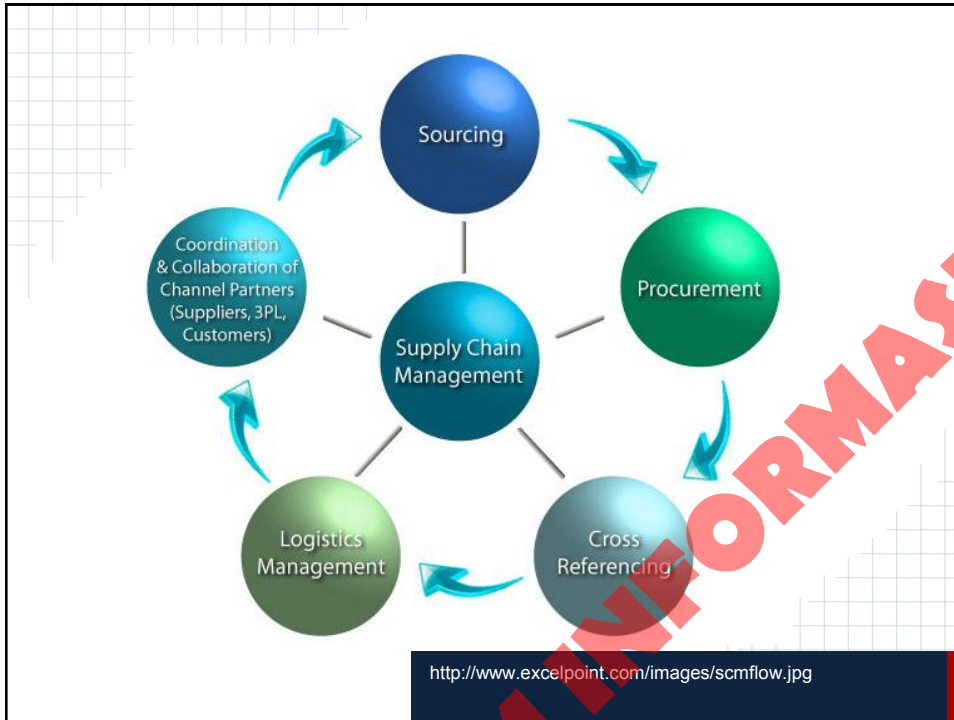 Sourcing
Procurement
Cross
Referencing
Logistics
Management
Coordination
& Collaboration of
Channel Partners
(Suppliers, 3PL,
Customers)
Supply Chain
Management
http://www.excelpoint.com/images/scmflow.jpg